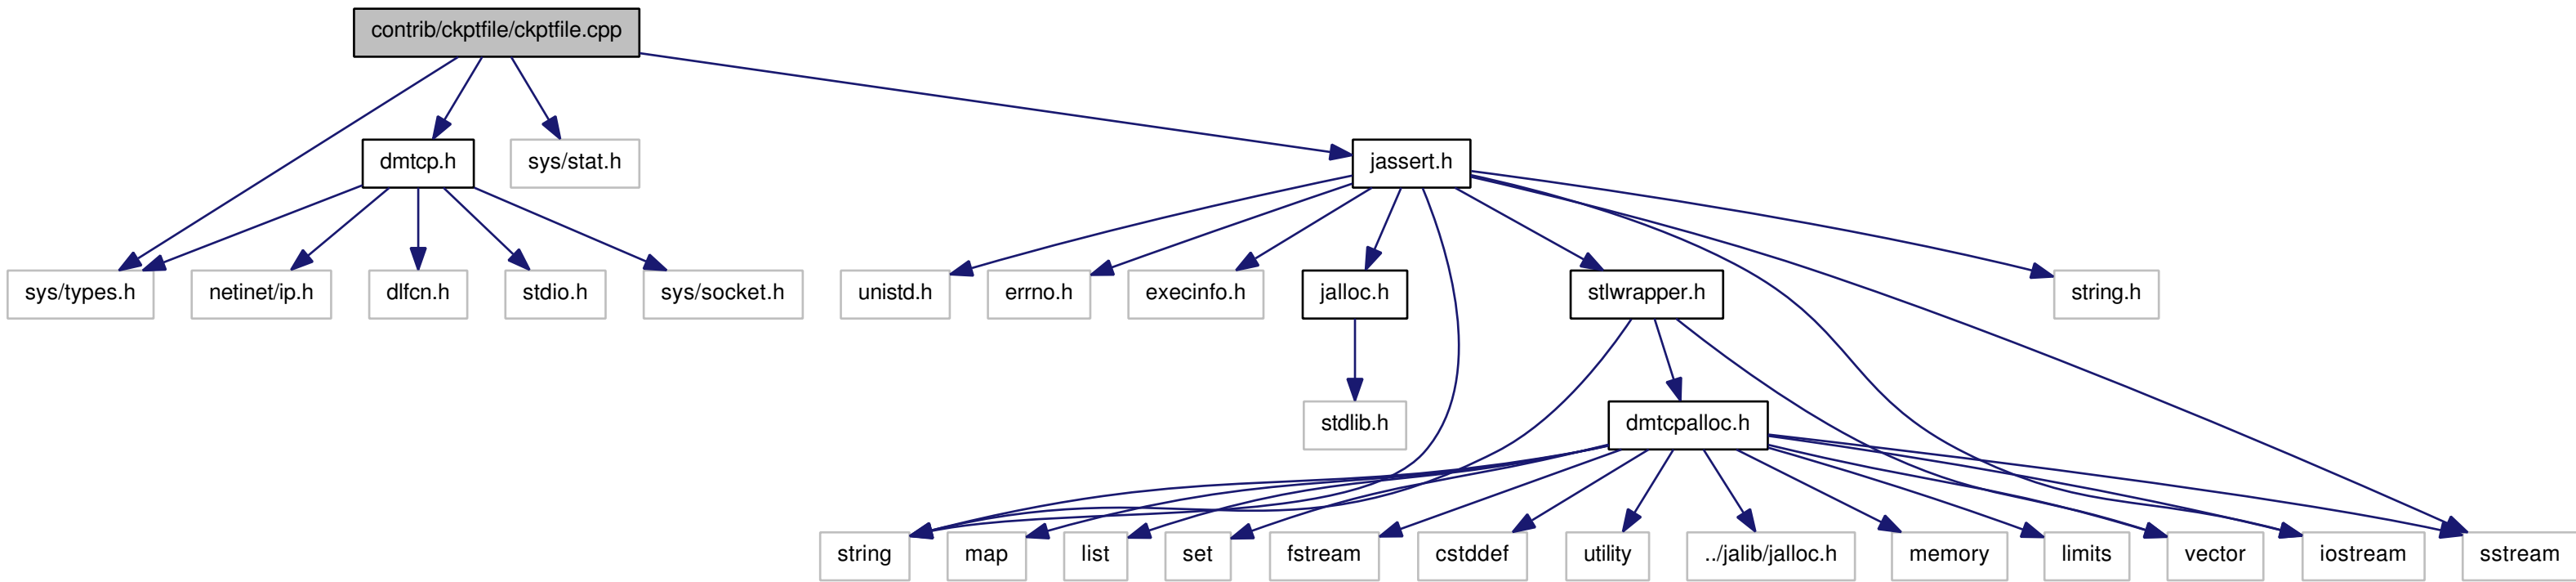 contrib/ckptfile/ckptfile.cpp
dmtcp.h
sys/stat.h
jassert.h
sys/types.h
netinet/ip.h
dlfcn.h
stdio.h
sys/socket.h
unistd.h
errno.h
execinfo.h
jalloc.h
stlwrapper.h
string.h
stdlib.h
dmtcpalloc.h
string
map
list
set
fstream
cstddef
utility
../jalib/jalloc.h
memory
limits
vector
iostream
sstream